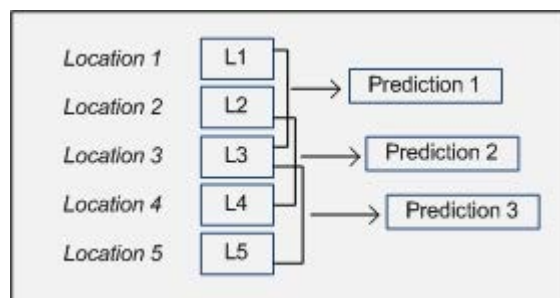 Location 1 L1
Prediction 1
Location 2 L2
Location 3 L3
Prediction 2
Location 4 L4
Prediction 3
Location 5 L5